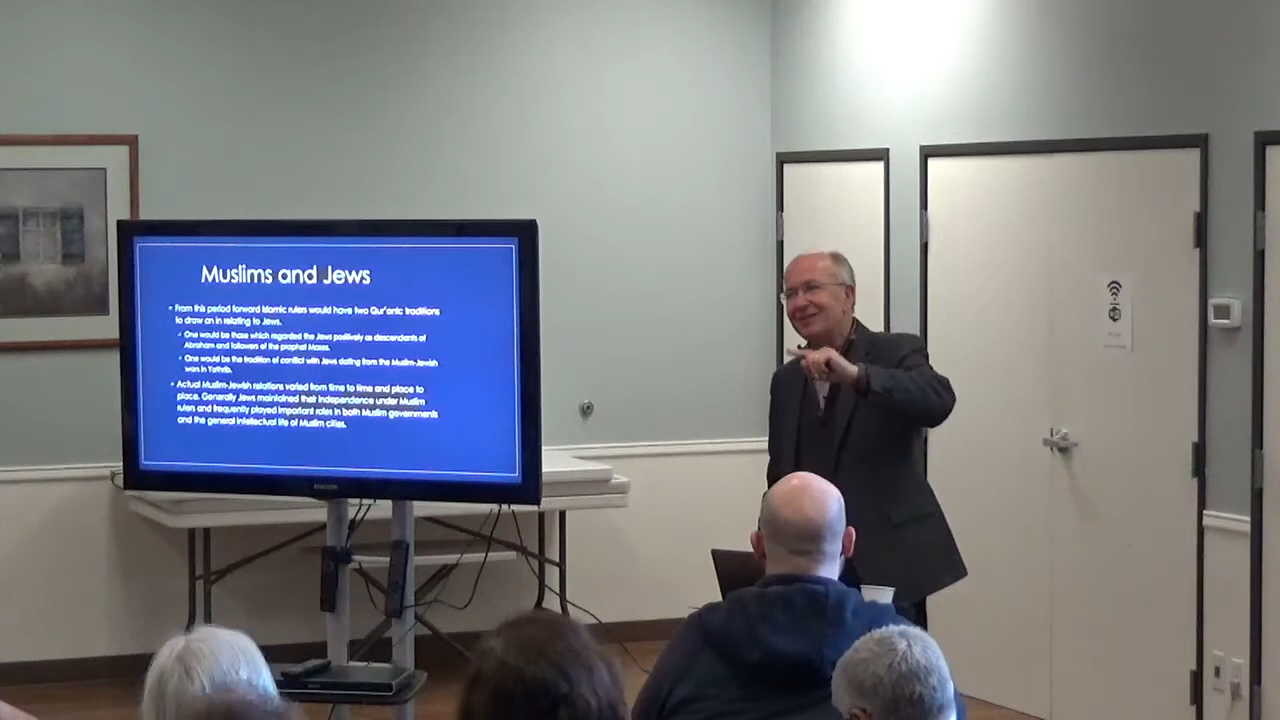 Muslims and Jews
From this period forward Islamic rulers would have two Qur'anic traditions
to draw on in relating to Jews.
One would be those which regarded the Jews positively as descendants of
Abraham and followers of the prophet Moses.
One would be the tradition of conflict with Jews dating from the Muslim-Jewish
wars in Yathrib.
Actual Muslim-Jewish relations varied from time to time and place to
place. Generally Jews maintained their independence under Muslim
rulers and frequently played important roles in both Muslim governments
and the general intellectual life of Muslim cities.
SAMSUNG